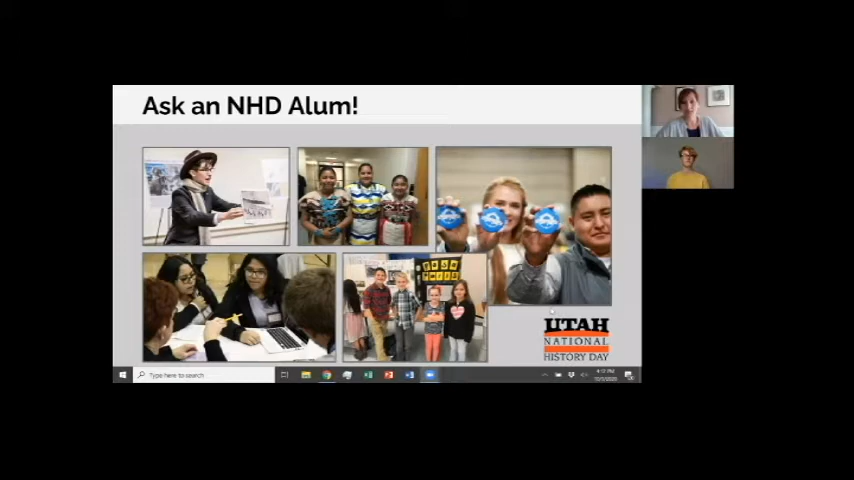 Ask an NHD Alum!
UTAH
NATIONAL
HISTORY DAY
Type here to search